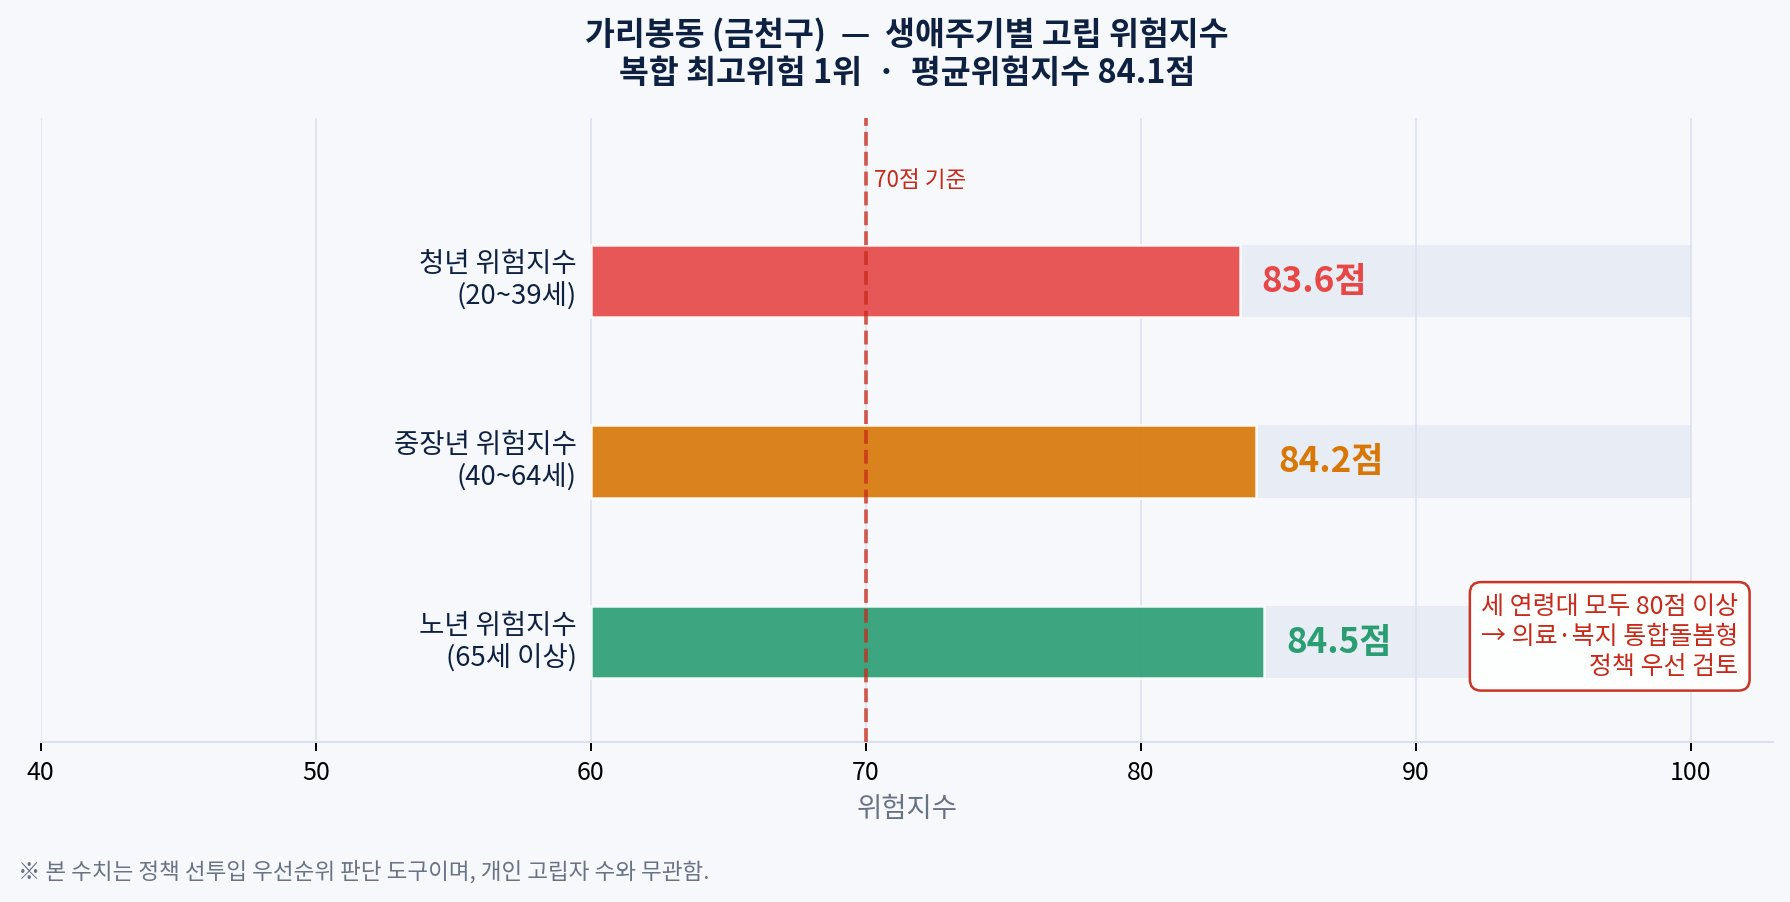 가리봉동 (금천구) — 생애주기별 고립 위험지수
복합 최고위험 1위 · 평균위험지수 84.1점
70점 기준
청년 위험지수
(20~39세)
83.6점
중장년 위험지수
(40~64세)
84.2점
노년 위험지수
(65세 이상)
84.5점
세 연령대 모두 80점 이상
→ 의료·복지 통합돌봄형
정책 우선 검토
40 50 60 70 80 90 100
위험지수
※ 본 수치는 정책 선투입 우선순위 판단 도구이며, 개인 고립자 수와 무관함.